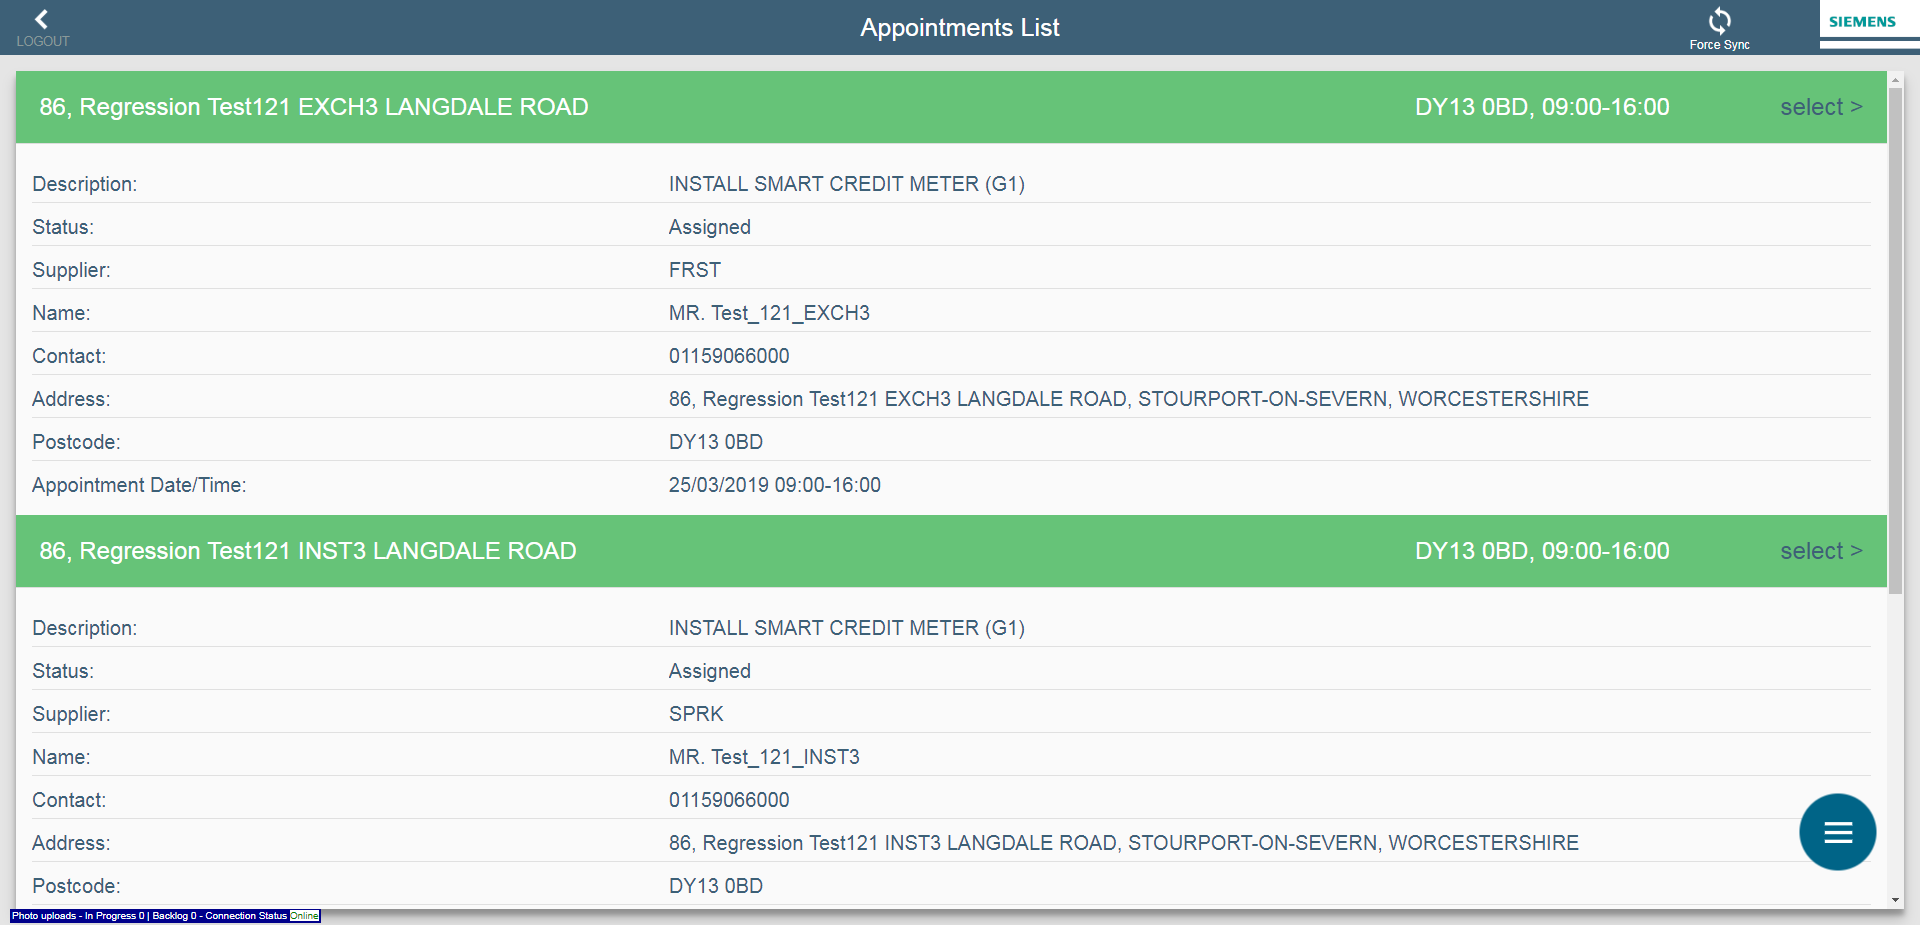 LOGOUT
Appointments List
Force Sync
SIEMENS
86, Regression Test121 EXCH3 LANGDALE ROAD DY13 0BD, 09:00-16:00 select >
Description: INSTALL SMART CREDIT METER (G1)
Status: Assigned
Supplier: FRST
Name: MR. Test_121_EXCH3
Contact: 01159066000
Address: 86, Regression Test121 EXCH3 LANGDALE ROAD, STOURPORT-ON-SEVERN, WORCESTERSHIRE
Postcode: DY13 0BD
Appointment Date/Time: 25/03/2019 09:00-16:00
86, Regression Test121 INST3 LANGDALE ROAD DY13 0BD, 09:00-16:00 select >
Description: INSTALL SMART CREDIT METER (G1)
Status: Assigned
Supplier: SPRK
Name: MR. Test_121_INST3
Contact: 01159066000
Address: 86, Regression Test121 INST3 LANGDALE ROAD, STOURPORT-ON-SEVERN, WORCESTERSHIRE
Postcode: DY13 0BD
Photo uploads - In Progress 0 | Backlog 0 - Connection Status Online